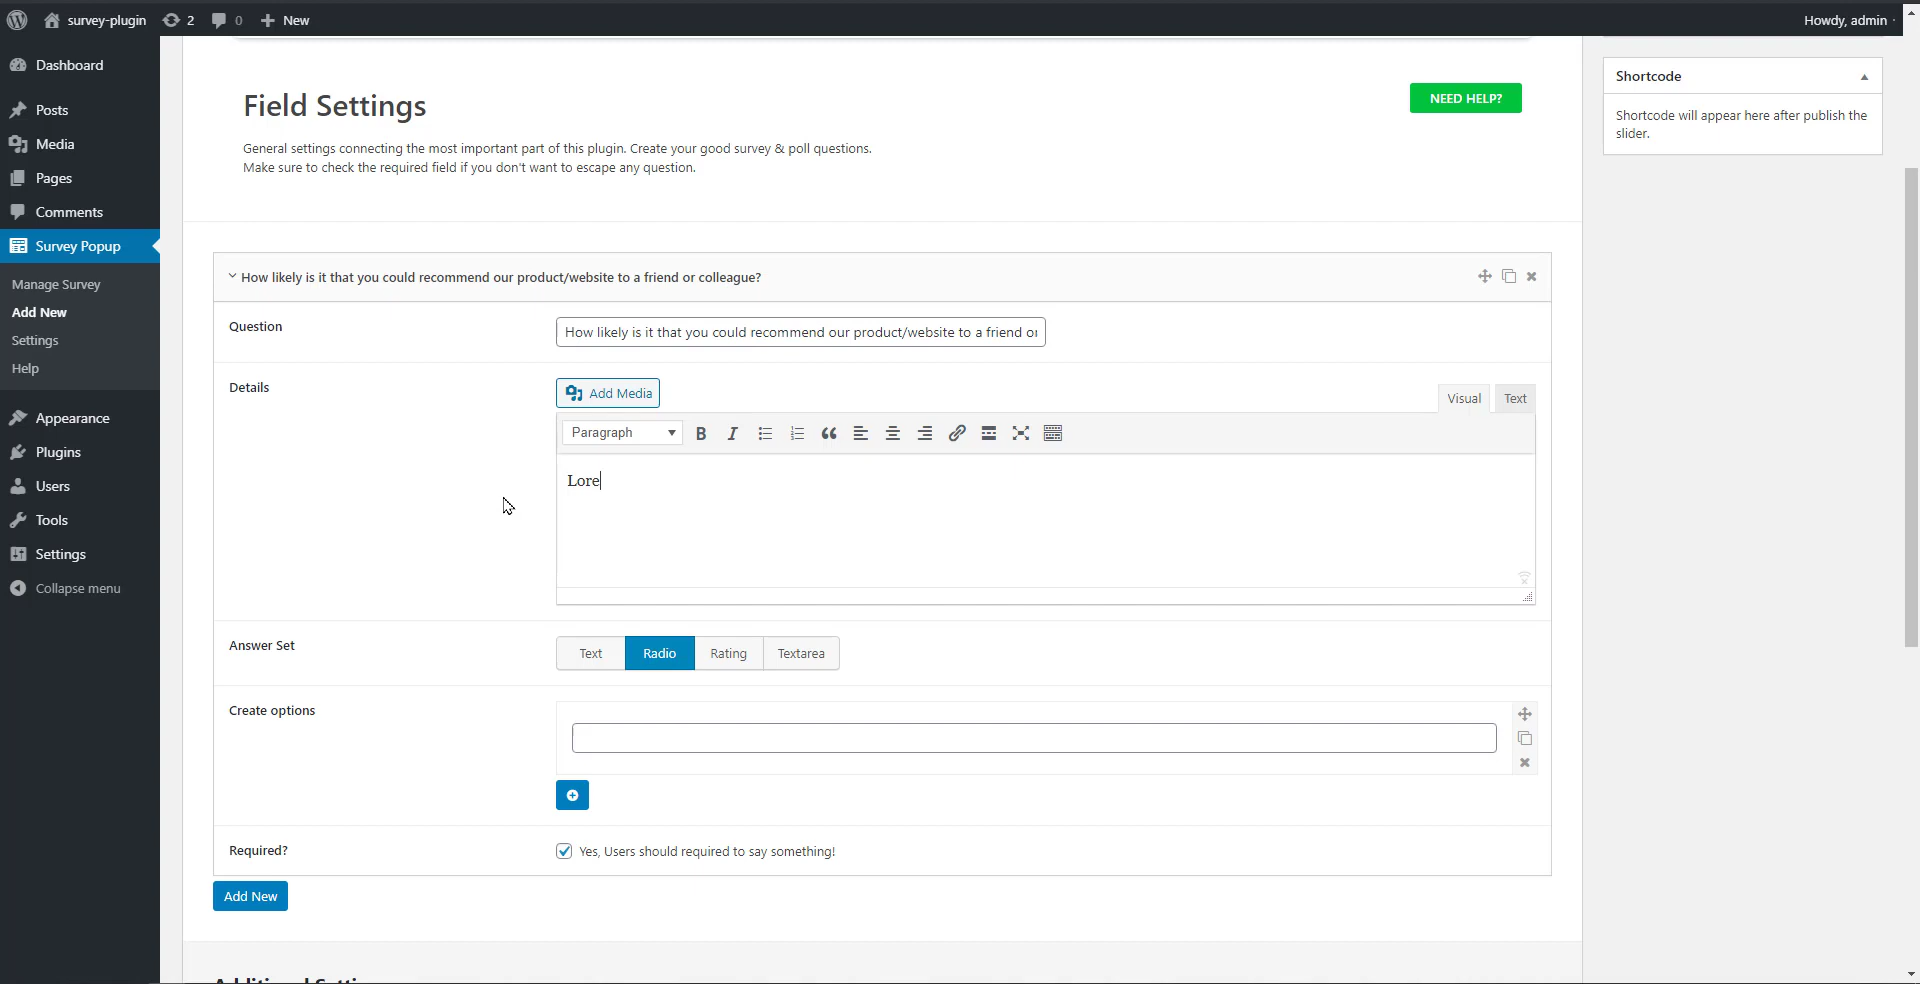 survey-plugin 2 0 New
Howdy, admin
Dashboard
Posts
Media
Pages
Comments
Survey Popup
Manage Survey
Add New
Settings
Help
Appearance
Plugins
Users
Tools
Settings
Collapse menu
Field Settings
NEED HELP?
General settings connecting the most important part of this plugin. Create your good survey & poll questions.
Make sure to check the required field if you don't want to escape any question.
How likely is it that you could recommend our product/website to a friend or colleague?
Question
How likely is it that you could recommend our product/website to a friend or
Details
Add Media
Visual Text
Paragraph
Lore
Answer Set
Text Radio Rating Textarea
Create options
Required?
Yes, Users should required to say something!
Add New
Additional Setti
Shortcode
Shortcode will appear here after publish the
slider.